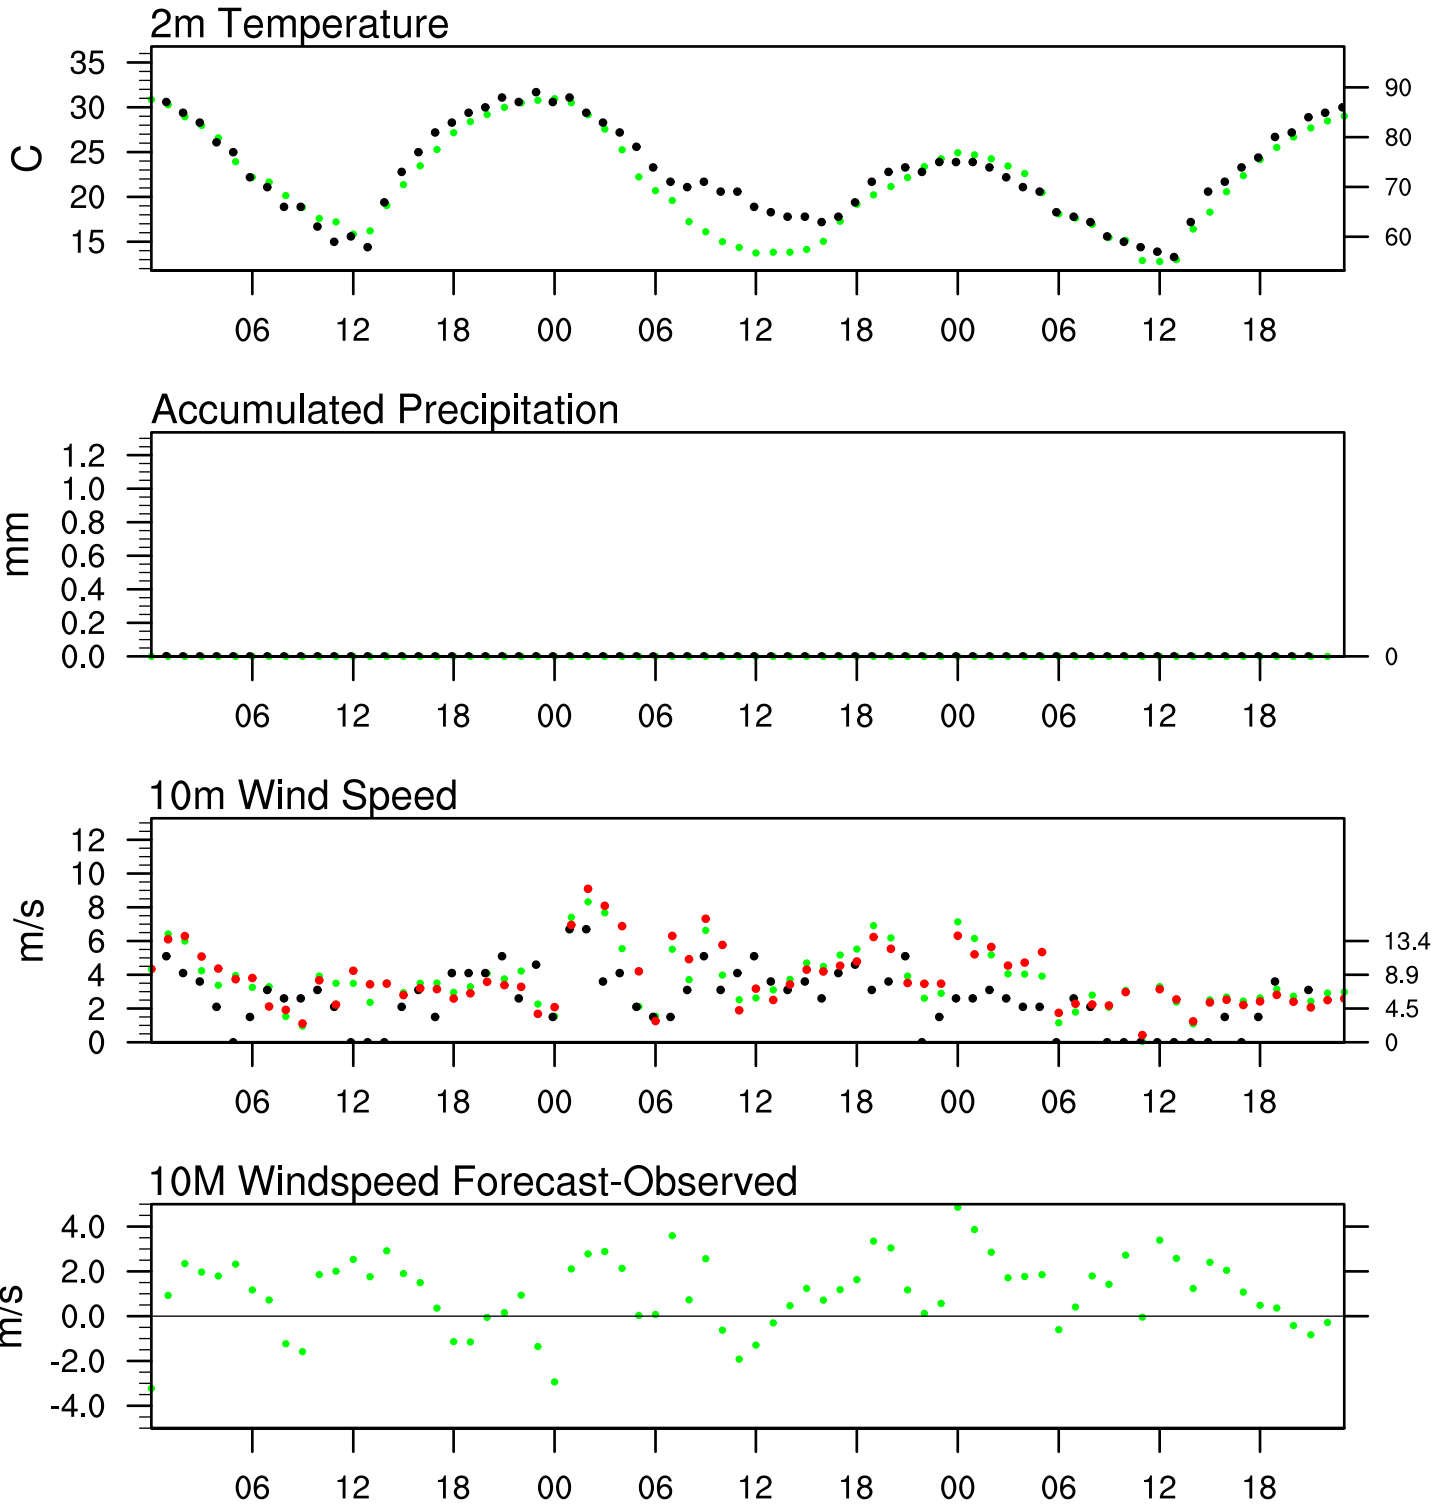 2m Temperature
35
30
25
20
15
C
90
80
70
60
06 12 18 00 06 12 18 00 06 12 18
Accumulated Precipitation
1.2
1.0
0.8
0.6
0.4
0.2
0.0
mm
0
06 12 18 00 06 12 18 00 06 12 18
10m Wind Speed
12
10
8
6
4
2
0
m/s
13.4
8.9
4.5
0
06 12 18 00 06 12 18 00 06 12 18
10M Windspeed Forecast-Observed
4.0
2.0
0.0
-2.0
-4.0
m/s
06 12 18 00 06 12 18 00 06 12 18